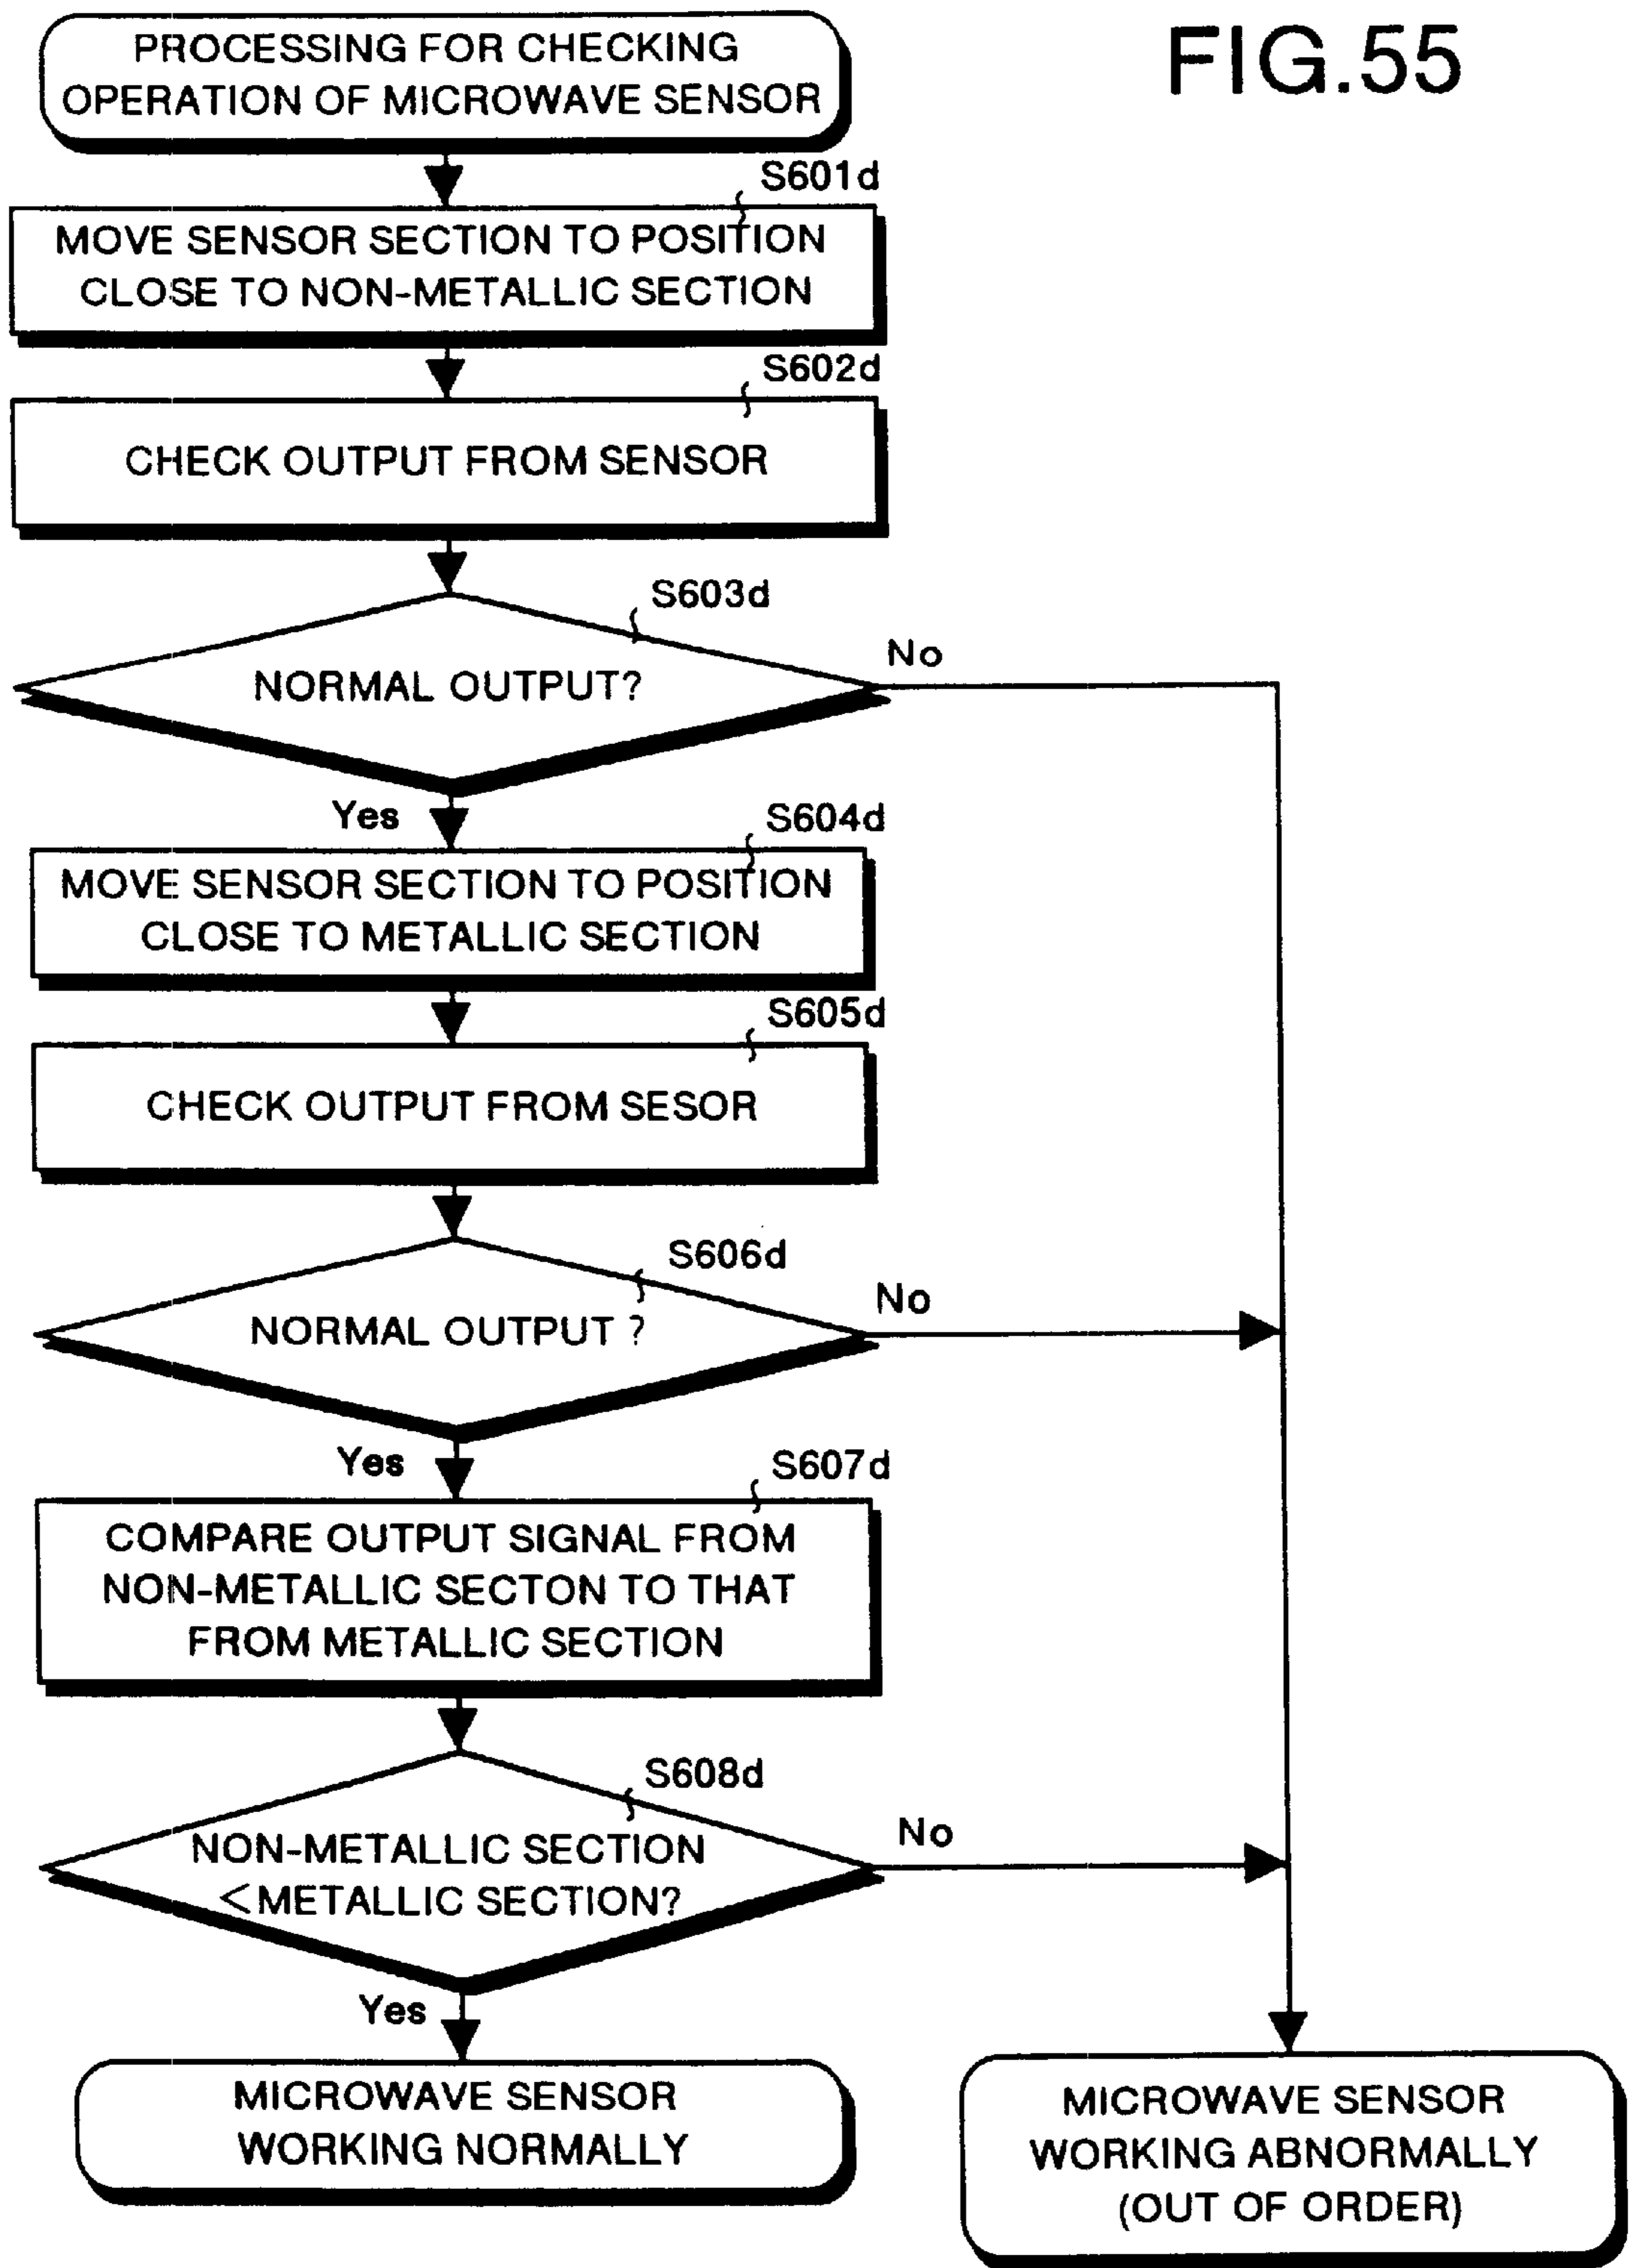 FIG.55
PROCESSING FOR CHECKING
OPERATION OF MICROWAVE SENSOR
S601d
MOVE SENSOR SECTION TO POSITION
CLOSE TO NON-METALLIC SECTION
S602d
CHECK OUTPUT FROM SENSOR
S603d
NORMAL OUTPUT?
No
Yes
S604d
MOVE SENSOR SECTION TO POSITION
CLOSE TO METALLIC SECTION
S605d
CHECK OUTPUT FROM SESOR
S606d
NORMAL OUTPUT ?
No
Yes
S607d
COMPARE OUTPUT SIGNAL FROM
NON-METALLIC SECTON TO THAT
FROM METALLIC SECTION
S608d
NON-METALLIC SECTION
<METALLIC SECTION?
No
Yes
MICROWAVE SENSOR
WORKING NORMALLY
MICROWAVE SENSOR
WORKING ABNORMALLY
(OUT OF ORDER)